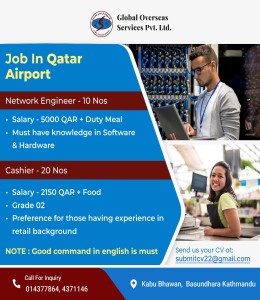 Global Overseas
Services Pvt. Ltd.
Job In Qatar
Airport
Network Engineer - 10 Nos
• Salary - 5000 QAR + Duty Meal
• Must have knowledge in Software
& Hardware
Cashier - 20 Nos
• Salary - 2150 QAR + Food
• Grade 02
• Preference for those having experience in
retail background
NOTE : Good command in english is must
Send us your CV at:
submitcv22@gmail.com
Call For Inquiry
014377864, 4371146
Kabu Bhawan, Basundhara Kathmandu